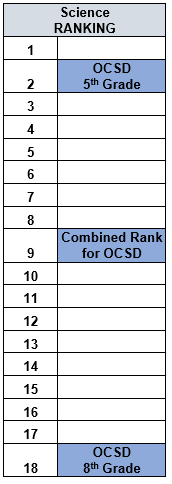 Science
RANKING
1
OCSD
2 5th Grade
3
4
5
6
7
8
Combined Rank
9 for OCSD
10
11
12
13
14
15
16
17
OCSD
18 8th Grade